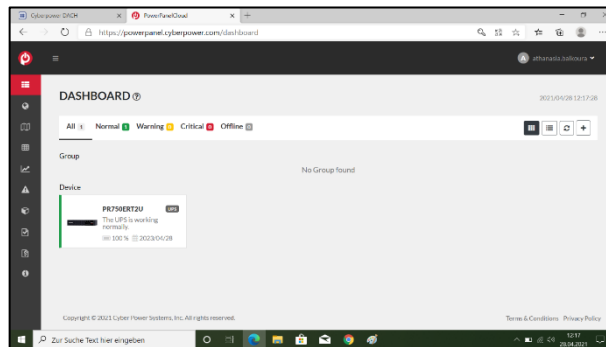 Cyberpower DACH
PowerPanelCloud
https://powerpanel.cyberpower.com/dashboard
A athanasia.balkoura
DASHBOARD
2021/04/28 12:17:28
All 1 Normal 1 Warning 0 Critical 0 Offline 0
Group
No Group found
Device
PR750ERT2U UPS
The UPS is working
normally.
100 % 2023/04/28
Copyright © 2021 Cyber Power Systems, Inc. All rights reserved.
Terms & Conditions Privacy Policy
Zur Suche Text hier eingeben
12:17
28.04.2021